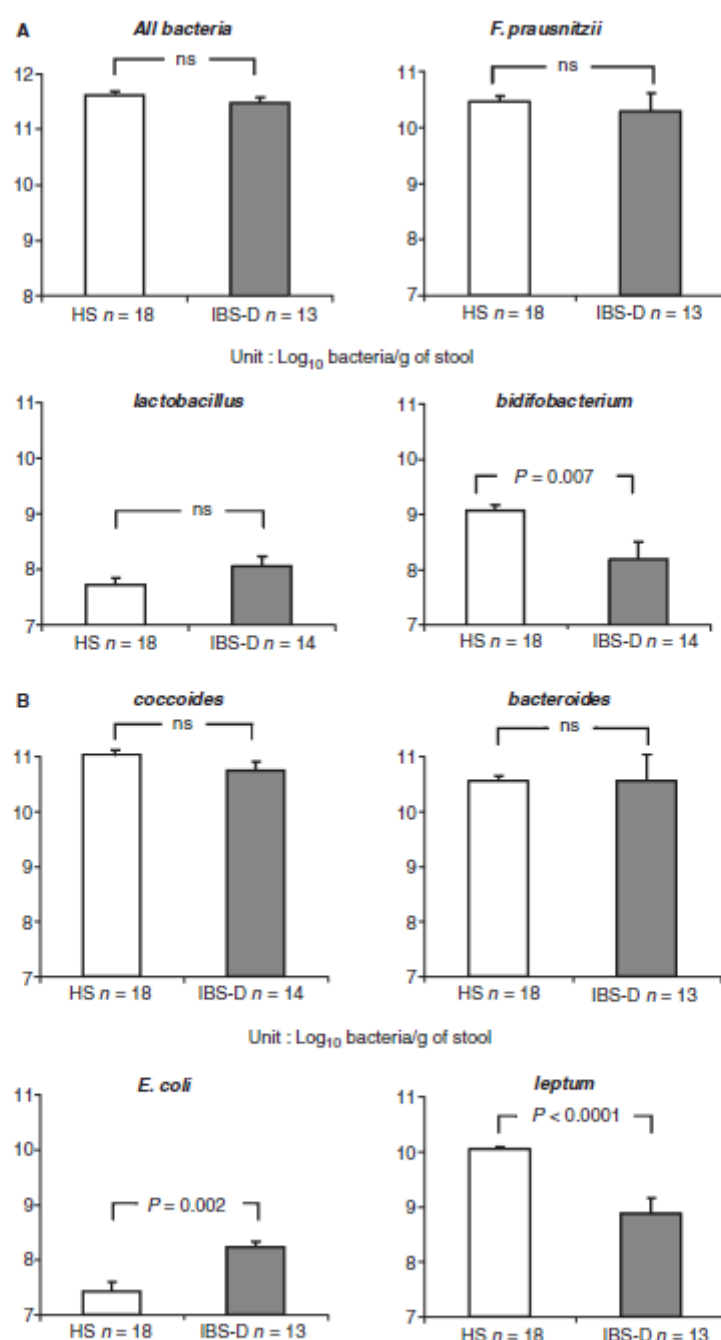 A
All bacteria
F. prausnitzii
ns
ns
12
11
10
9
8
11
10
9
8
7
HS n = 18
IBS-D n = 13
HS n = 18
IBS-D n = 13
Unit : Log10 bacteria/g of stool
lactobacillus
bidifobacterium
ns
P = 0.007
11
10
9
8
7
11
10
9
8
7
HS n = 18
IBS-D n = 14
HS n = 18
IBS-D n = 14
B
coccoides
bacteroides
ns
ns
11
10
9
8
7
11
10
9
8
7
HS n = 18
IBS-D n = 14
HS n = 18
IBS-D n = 13
Unit : Log10 bacteria/g of stool
E. coli
leptum
P = 0.002
P < 0.0001
11
10
9
8
7
11
10
9
8
7
HS n = 18
IBS-D n = 13
HS n = 18
IBS-D n = 13